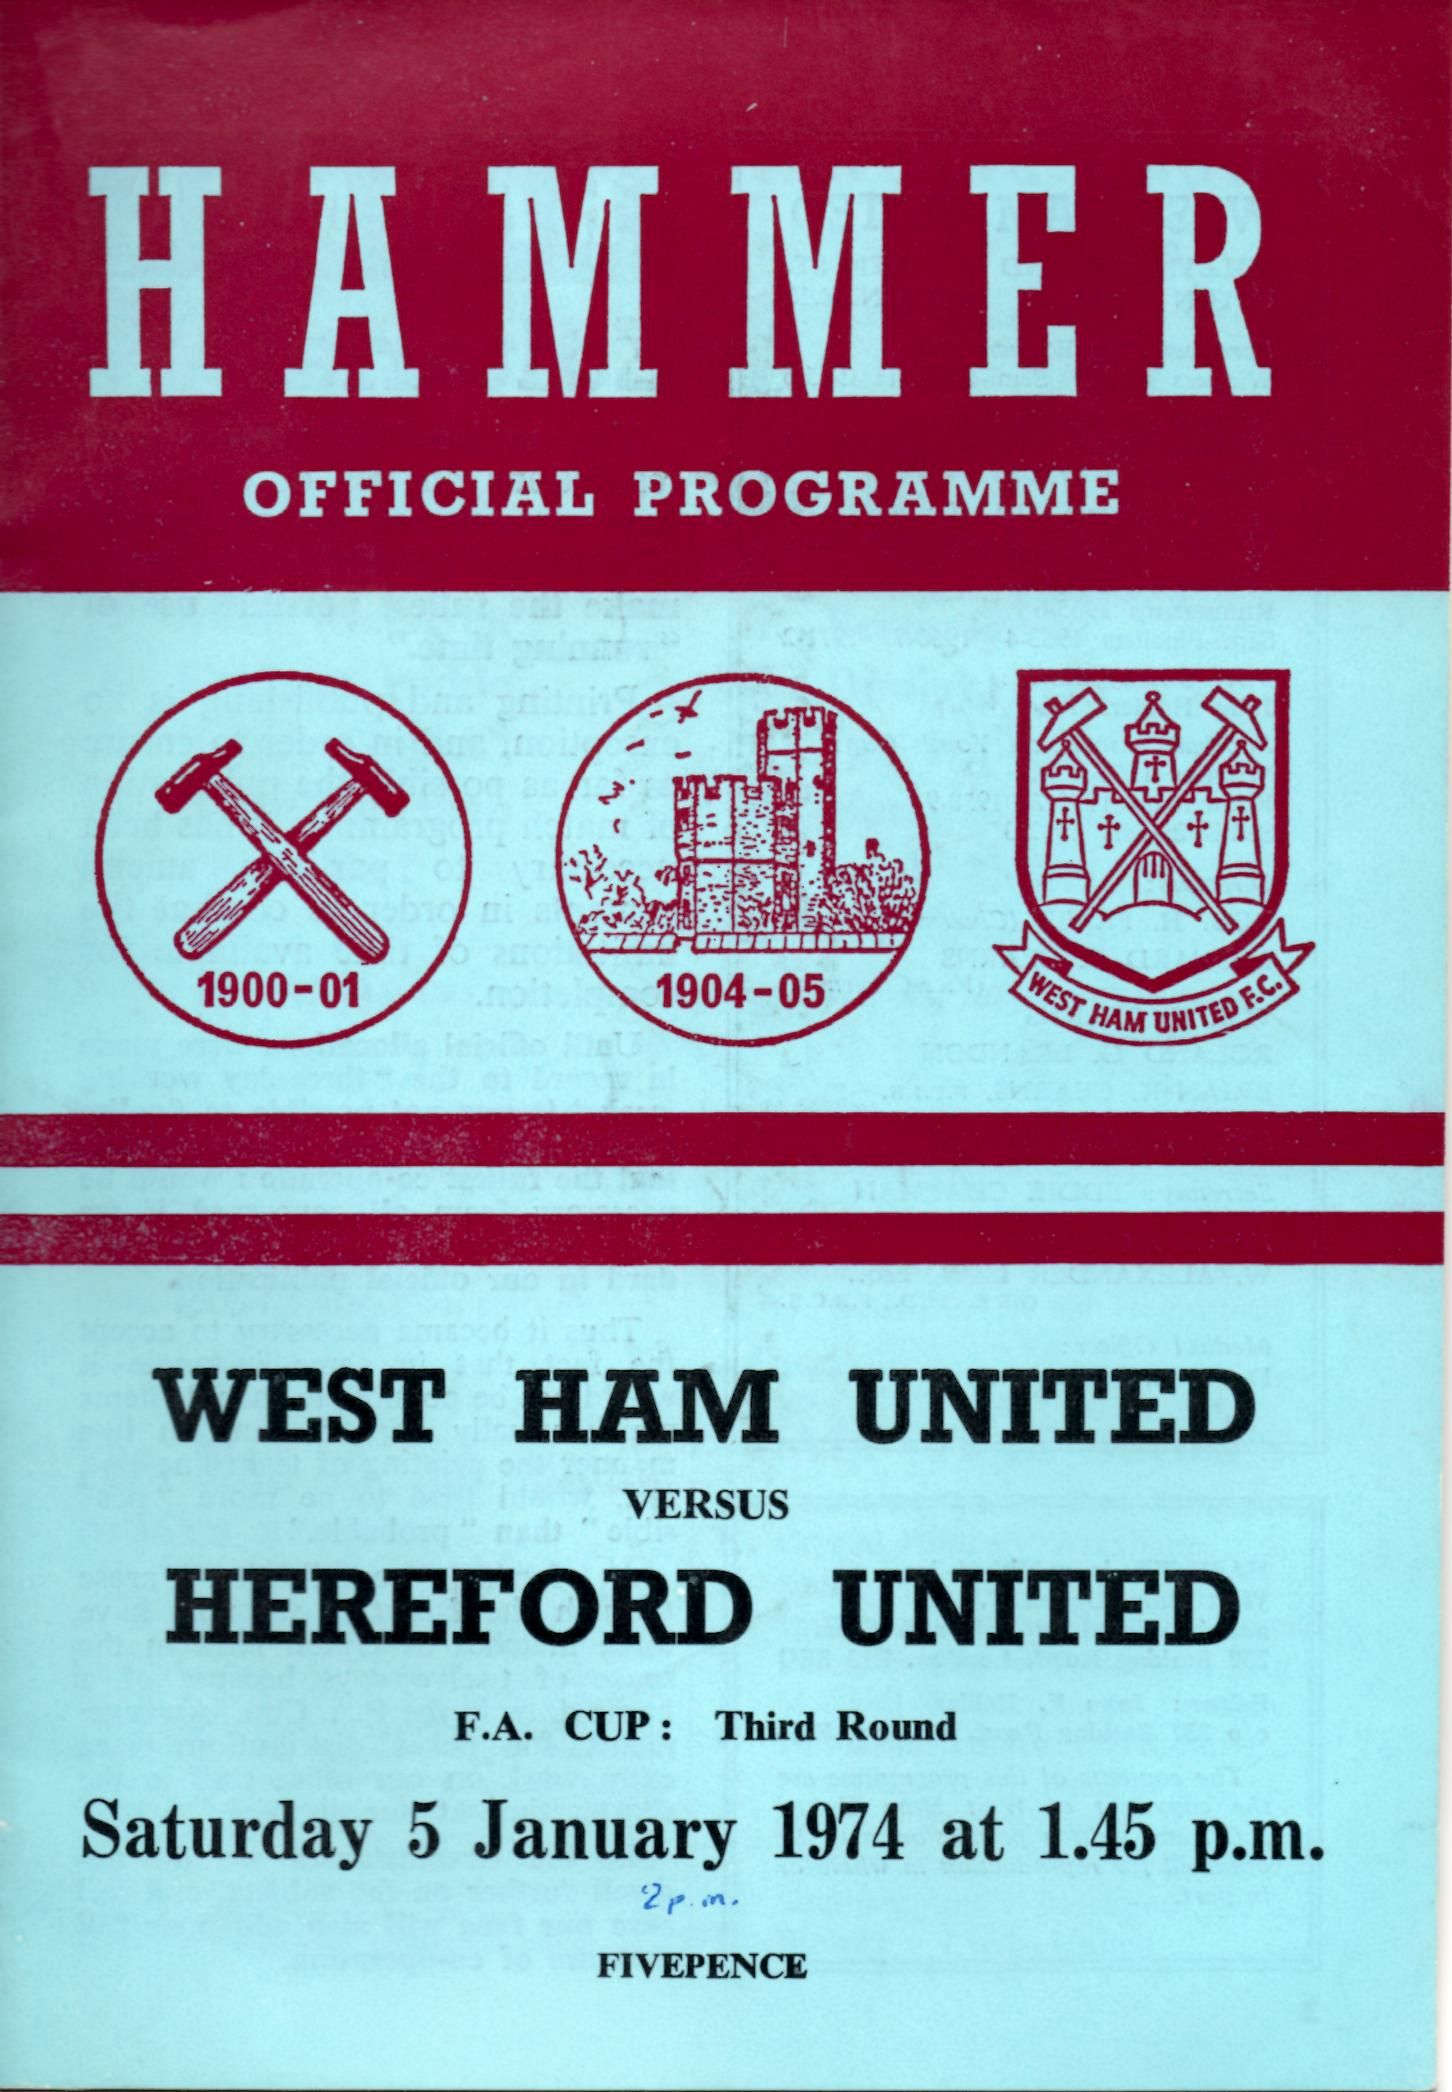 HAMMER
OFFICIAL PROGRAMME
1900-01
1904-05
WEST HAM UNITED F.C.
WEST HAM UNITED
VERSUS
HEREFORD UNITED
F.A. CUP: Third Round
Saturday 5 January 1974 at 1.45 p.m.
2 p.m.
FIVEPENCE